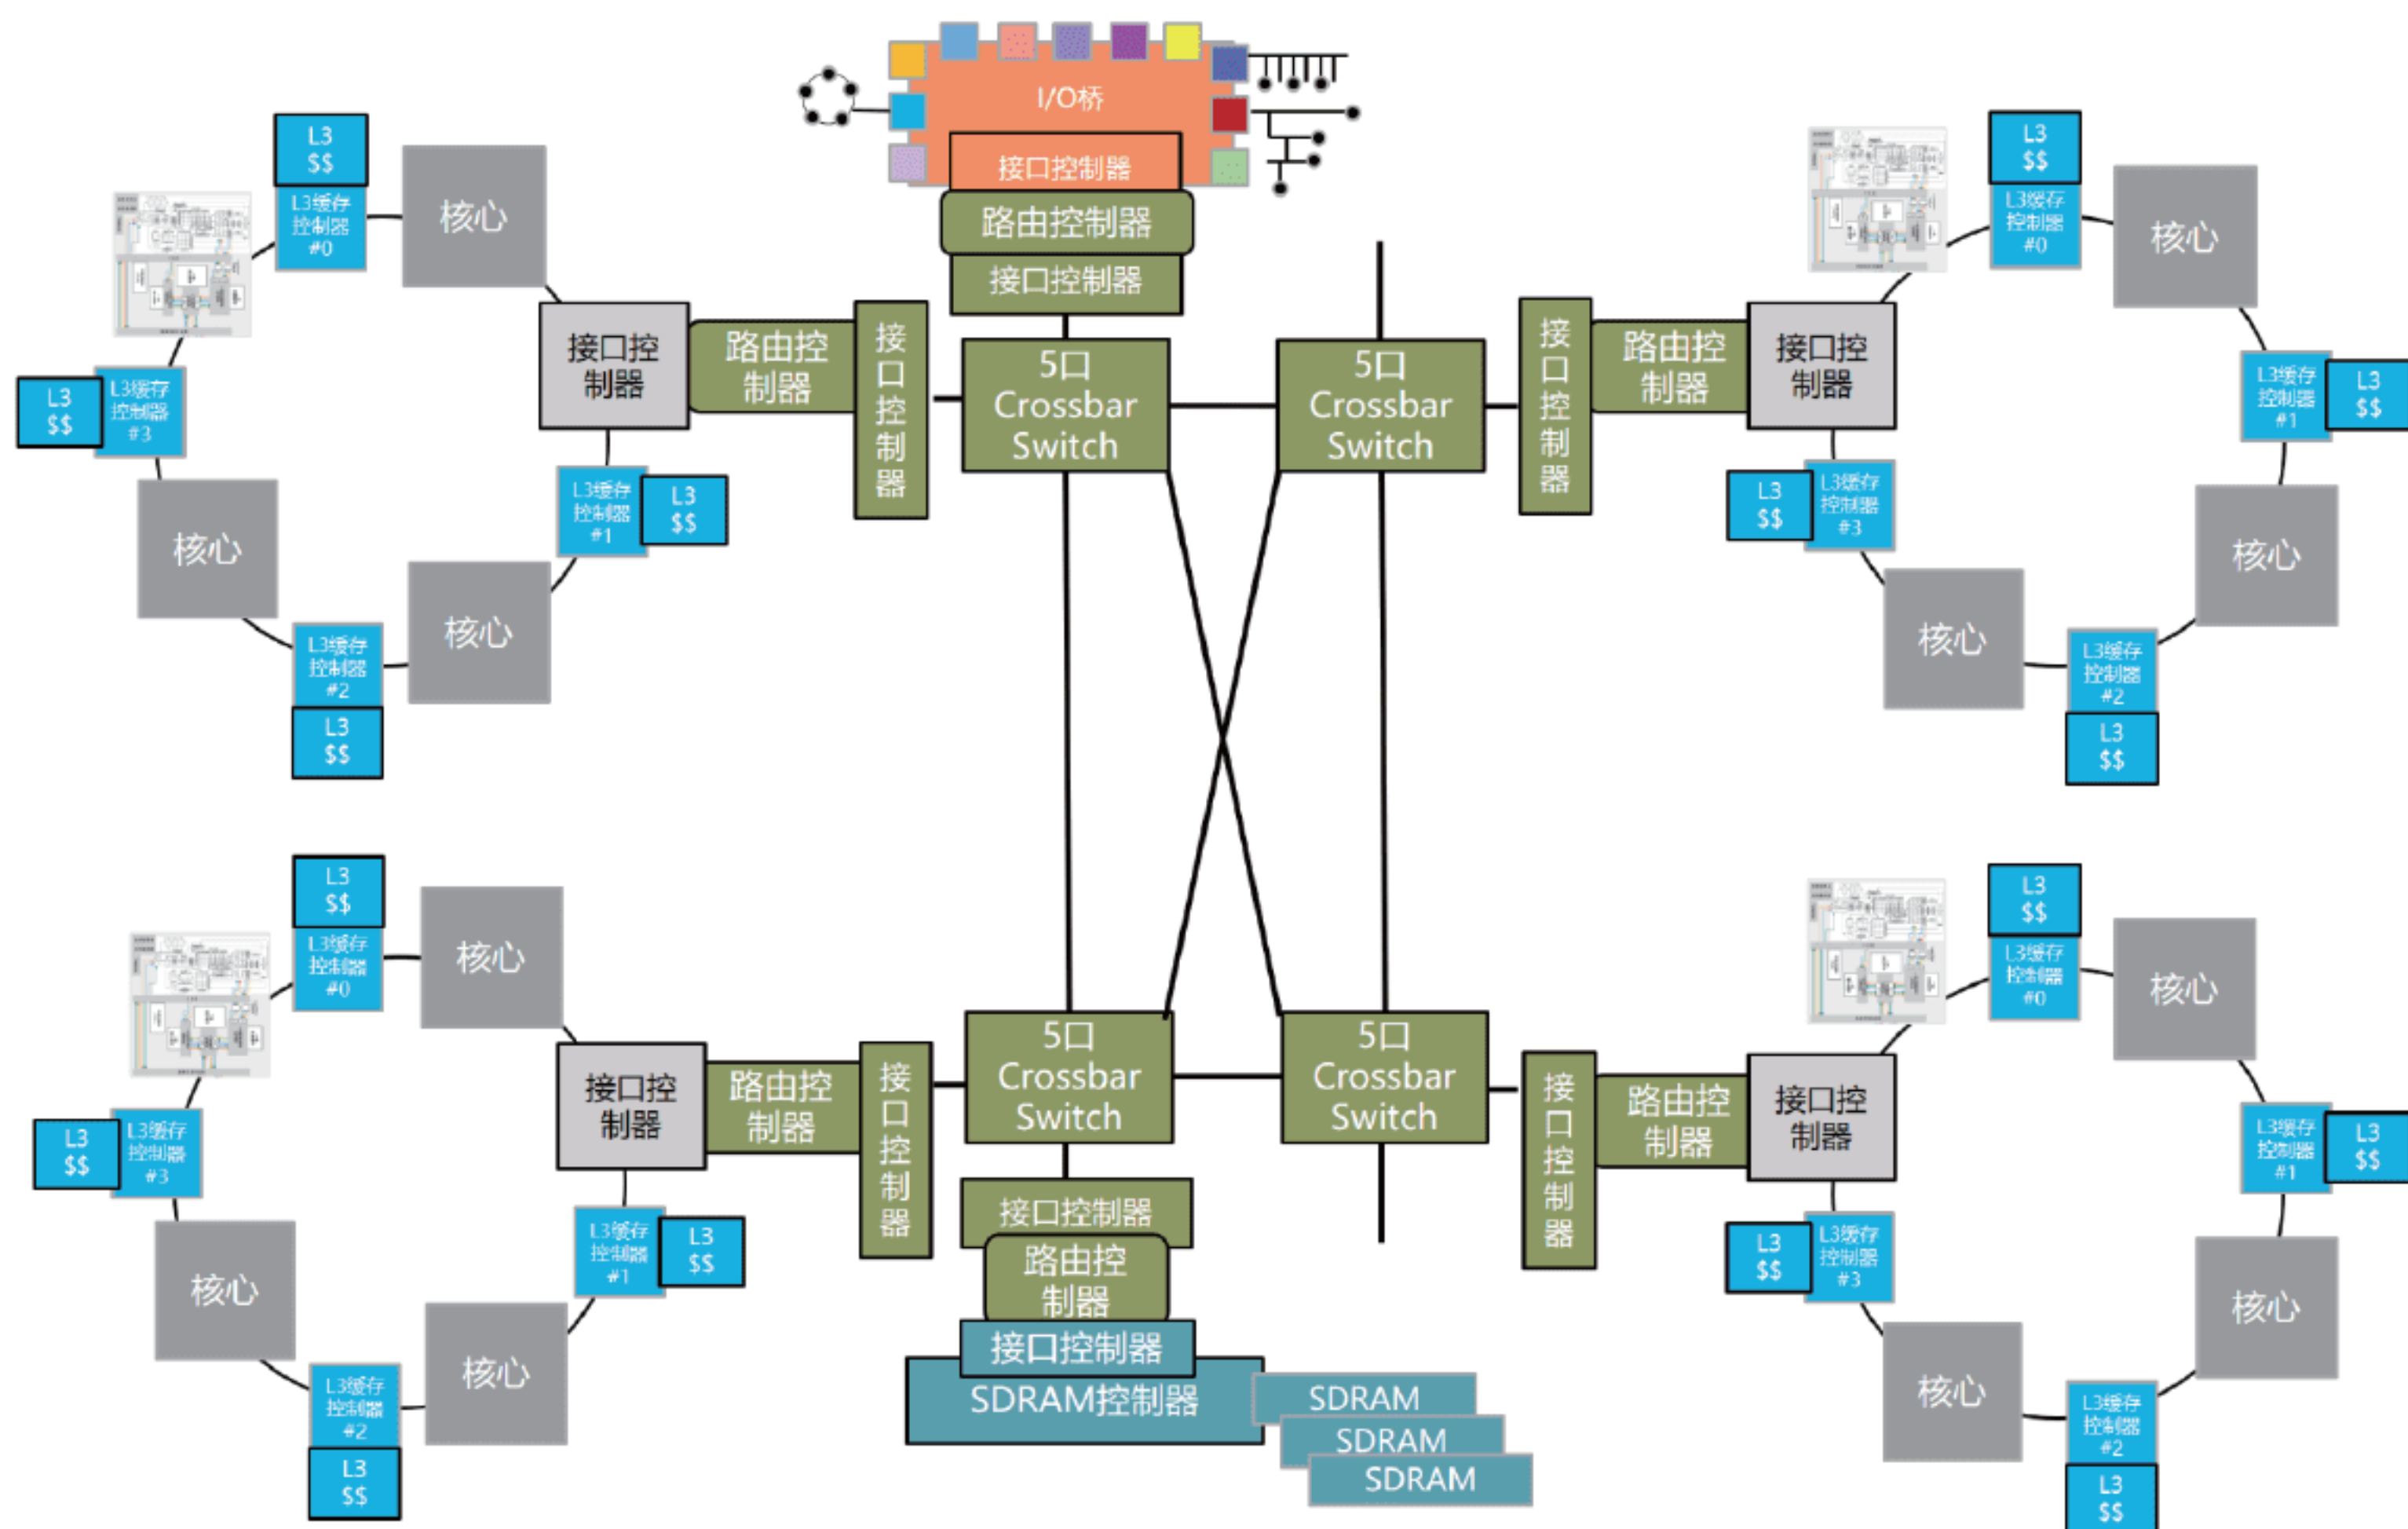 I/O桥
接口控制器
路由控制器
接口控制器
L3
$$
L3缓存
控制器
#0
核心
接口控
制器
路由控
制器
接
口
控
制
器
L3
$$
L3缓存
控制器
#3
核心
L3缓存
控制器
#1
L3
$$
核心
L3缓存
控制器
#2
L3
$$
5口
Crossbar
Switch
5口
Crossbar
Switch
接
口
控
制
器
路由控
制器
接口控
制器
L3
$$
L3缓存
控制器
#0
核心
L3缓存
控制器
#1
L3
$$
L3
$$
L3缓存
控制器
#3
核心
核心
L3缓存
控制器
#2
L3
$$
L3
$$
L3缓存
控制器
#0
核心
接口控
制器
路由控
制器
接
口
控
制
器
L3
$$
L3缓存
控制器
#3
核心
L3缓存
控制器
#1
L3
$$
核心
L3缓存
控制器
#2
L3
$$
5口
Crossbar
Switch
5口
Crossbar
Switch
接口控制器
路由控
制器
接口控制器
SDRAM控制器
SDRAM
SDRAM
SDRAM
接
口
控
制
器
路由控
制器
接口控
制器
L3
$$
L3缓存
控制器
#0
核心
L3缓存
控制器
#1
L3
$$
L3
$$
L3缓存
控制器
#3
核心
核心
L3缓存
控制器
#2
L3
$$